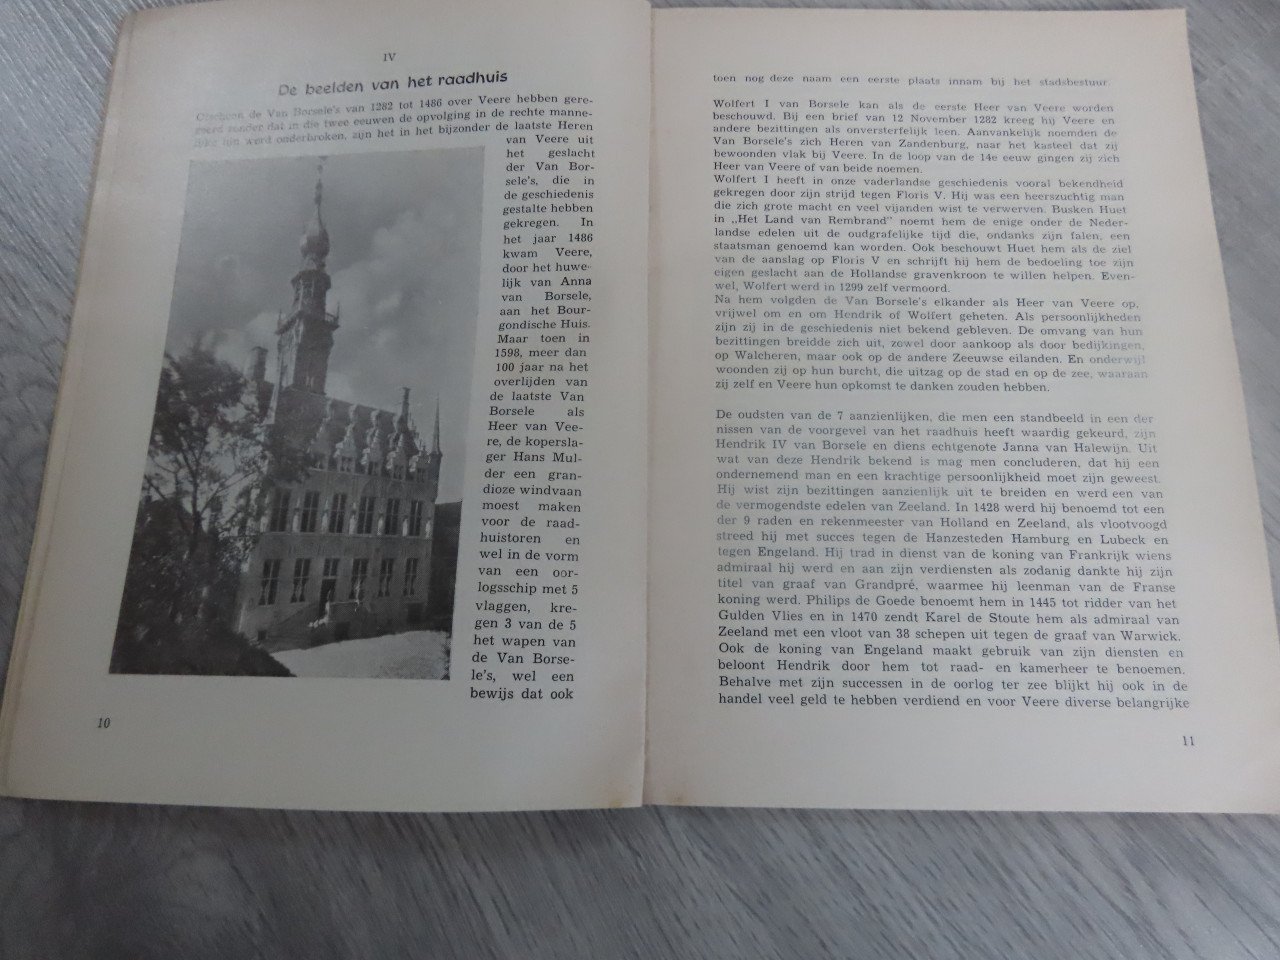 IV
De beelden van het raadhuis
Ofschoon de Van Borsele's van 1282 tot 1486 over Veere hebben gere-
geerd zonder dat in die twee eeuwen de opvolging in de rechte manne-
lijke lijn werd onderbroken, zijn het in het bijzonder de laatste Heren
van Veere uit
het geslacht
der Van Bor-
sele's, die in
de geschiedenis
gestalte hebben
gekregen. In
het jaar 1486
kwam Veere,
door het huwe-
lijk van Anna
van Borsele,
aan het Bour-
gondische Huis.
Maar toen in
1598, meer dan
100 jaar na het
overlijden van
de laatste Van
Borsele als
Heer van Vee-
re, de koperslager-
ger Hans Mul-
der een gran-
dioze windvaan
moest maken
voor de raad-
huistoren en
wel in de vorm
van een oor-
logsschip met 5
vlaggen, kre-
gen 3 van de 5
het wapen van
de Van Borse-
le's, wel een
bewijs dat ook
10
toen nog deze naam een eerste plaats innam bij het stadsbestuur
Wolfert I van Borsele kan als de eerste Heer van Veere worden
beschouwd. Bij een brief van 12 November 1282 kreeg hij Veere en
andere bezittingen als onversterfelijk leen. Aanvankelijk noemden de
Van Borsele's zich Heren van Zandenburg, naar het kasteel dat zij
bewoonden vlak bij Veere. In de loop van de 14e eeuw gingen zij zich
Heer van Veere of van beide noemen.
Wolfert I heeft in onze vaderlandse geschiedenis vooral bekendheid
gekregen door zijn strijd tegen Floris V. Hij was een heerszuchtig man
die zich grote macht en veel vijanden wist te verwerven. Busken Huet
in „Het Land van Rembrand" noemt hem de enige onder de Neder-
landse edelen uit de oudgrafelijke tijd die, ondanks zijn falen, een
staatsman genoemd kan worden. Ook beschouwt Huet hem als de ziel
van de aanslag op Floris V en schrijft hij hem de bedoeling toe zijn
eigen geslacht aan de Hollandse gravenkroon te willen helpen. Even-
wel, Wolfert werd in 1299 zelf vermoord.
Na hem volgden de Van Borsele's elkander als Heer van Veere op,
vrijwel om en om Hendrik of Wolfert geheten. Als persoonlijkheden
zijn zij in de geschiedenis niet bekend gebleven. De omvang van hun
bezittingen breidde zich uit, zowel door aankoop als door bedijkingen,
op Walcheren, maar ook op de andere Zeeuwse eilanden. En onderwijl
woonden zij op hun burcht, die uitzag op de stad en op de zee, waaraan
zij zelf en Veere hun opkomst te danken zouden hebben.
De oudsten van de 7 aanzienlijken, die men een standbeeld in een der
nissen van de voorgevel van het raadhuis heeft waardig gekeurd, zijn
Hendrik IV van Borsele en diens echtgenote Janna van Halewijn. Uit
wat van deze Hendrik bekend is mag men concluderen, dat hij een
ondernemend man en een krachtige persoonlijkheid moet zijn geweest.
Hij wist zijn bezittingen aanzienlijk uit te breiden en werd een van
de vermogendste edelen van Zeeland. In 1428 werd hij benoemd tot een
der 9 raden en rekenmeester van Holland en Zeeland, als vlootvoogd
streed hij met succes tegen de Hanzesteden Hamburg en Lubeck en
tegen Engeland. Hij trad in dienst van de koning van Frankrijk wiens
admiraal hij werd en aan zijn verdiensten als zodanig dankte hij zijn
titel van graaf van Grandpré, waarmee hij leenman van de Franse
koning werd. Philips de Goede benoemt hem in 1445 tot ridder van het
Gulden Vlies en in 1470 zendt Karel de Stoute hem als admiraal van
Zeeland met een vloot van 38 schepen uit tegen de graaf van Warwick.
Ook de koning van Engeland maakt gebruik van zijn diensten en
beloont Hendrik door hem tot raad- en kamerheer te benoemen.
Behalve met zijn successen in de oorlog ter zee blijkt hij ook in de
handel veel geld te hebben verdiend en voor Veere diverse belangrijke
11